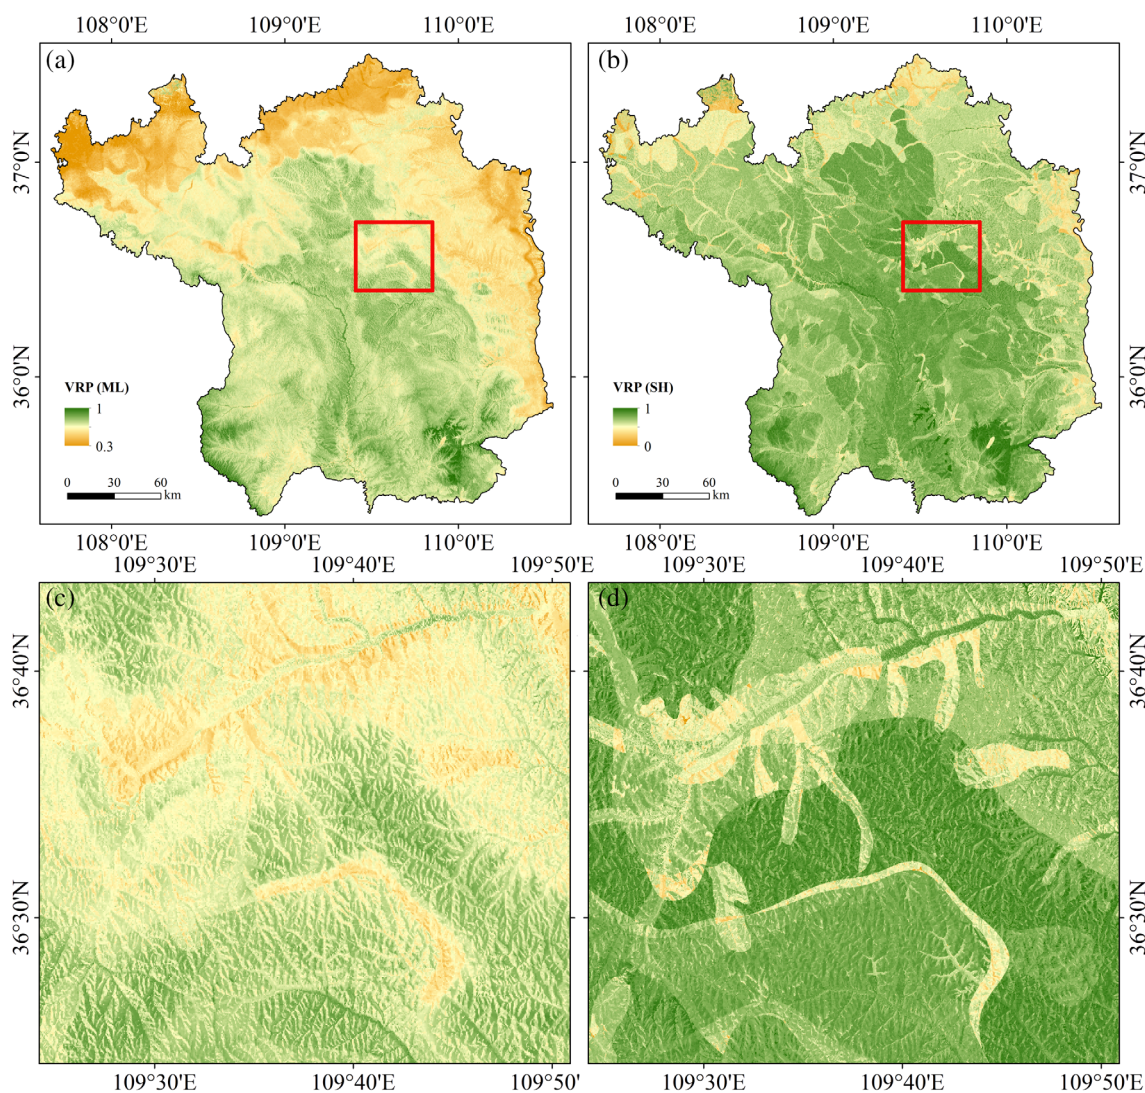 108°0'E 109°0'E 110°0'E 108°0'E 109°0'E 110°0'E
(a) (b)
37°0'N 37°0'N
36°0'N 36°0'N
VRP (ML) VRP (SH)
1 1
0.3 0
0 30 60 km 0 30 60 km
108°0'E 109°0'E 110°0'E 108°0'E 109°0'E 110°0'E
109°30'E 109°40'E 109°50'E 109°30'E 109°40'E 109°50'E
(c) (d)
36°40'N 36°40'N
36°30'N 36°30'N
109°30'E 109°40'E 109°50'E 109°30'E 109°40'E 109°50'E